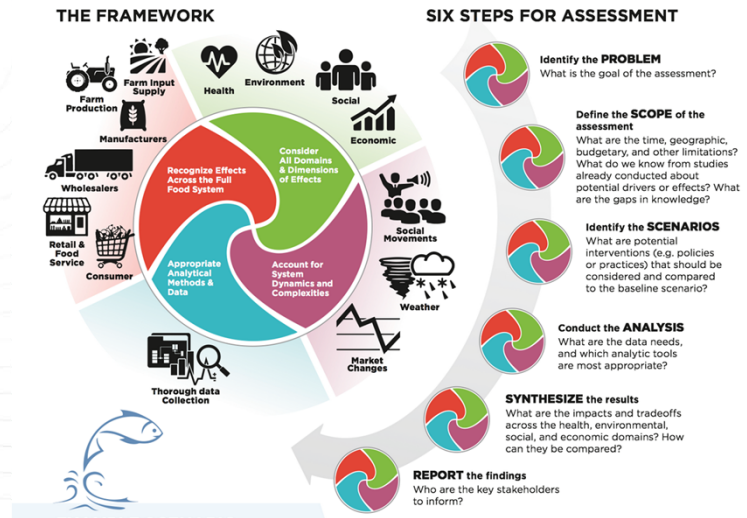 THE FRAMEWORK
Farm Input
Supply
Farm
Production
Manufacturers
Wholesalers
Retail &
Food
Service
Consumer
Health
Environment
Social
Economic
Social
Movements
Weather
Market
Changes
Thorough data
Collection
Recognize Effects
Across the Full
Food System
Consider
All Domains
& Dimensions
of Effects
Appropriate
Analytical
Methods &
Data
Account for
System
Dynamics and
Complexities
SIX STEPS FOR ASSESSMENT
Identify the PROBLEM
What is the goal of the assessment?
Define the SCOPE of the
assessment
What are the time, geographic,
budgetary, and other limitations?
What do we know from studies
already conducted about
potential drivers or effects? What
are the gaps in knowledge?
Identify the SCENARIOS
What are potential
interventions (e.g. policies
or practices) that should be
considered and compared
to the baseline scenario?
Conduct the ANALYSIS
What are the data needs,
and which analytic tools
are most appropriate?
SYNTHESIZE the results
What are the impacts and tradeoffs
across the health, environmental,
social, and economic domains? How
can they be compared?
REPORT the findings
Who are the key stakeholders
to inform?